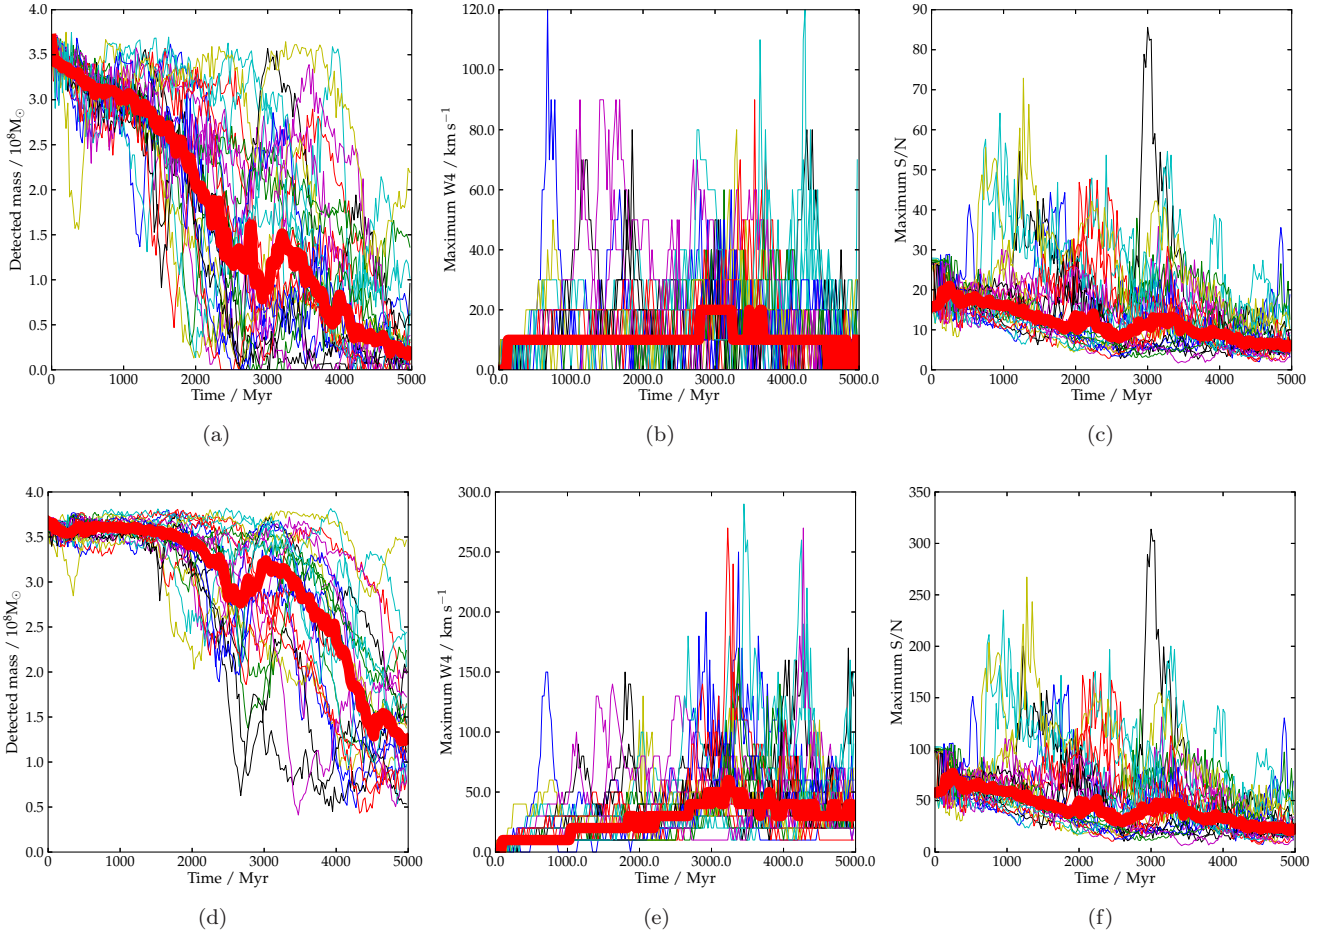 4.0
3.5
3.0
2.5
2.0
1.5
1.0
0.5
0.0
Detected mass / 10⁸M☉
0 1000 2000 3000 4000 5000
Time / Myr
(a)
120.0
100.0
80.0
60.0
40.0
20.0
0.0
Maximum W4 / km s⁻¹
0.0 1000.0 2000.0 3000.0 4000.0 5000.0
Time / Myr
(b)
90
80
70
60
50
40
30
20
10
0
Maximum S/N
0 1000 2000 3000 4000 5000
Time / Myr
(c)
4.0
3.5
3.0
2.5
2.0
1.5
1.0
0.5
0.0
Detected mass / 10⁸M☉
0 1000 2000 3000 4000 5000
Time / Myr
(d)
300.0
250.0
200.0
150.0
100.0
50.0
0.0
Maximum W4 / km s⁻¹
0.0 1000.0 2000.0 3000.0 4000.0 5000.0
Time / Myr
(e)
350
300
250
200
150
100
50
0
Maximum S/N
0 1000 2000 3000 4000 5000
Time / Myr
(f)